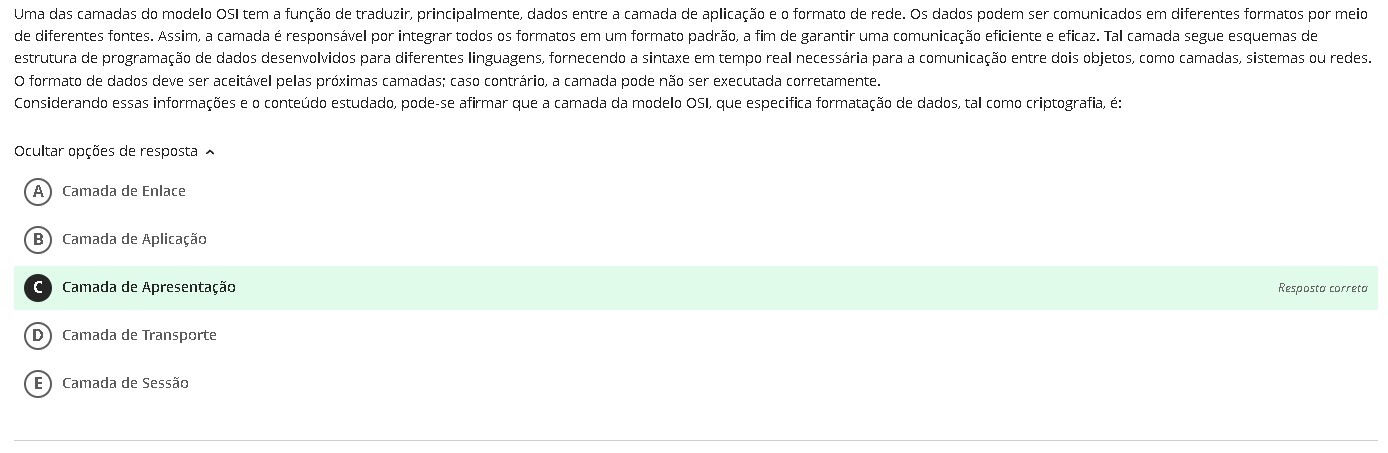 Uma das camadas do modelo OSI tem a função de traduzir, principalmente, dados entre a camada de aplicação e o formato de rede. Os dados podem ser comunicados em diferentes formatos por meio
de diferentes fontes. Assim, a camada é responsável por integrar todos os formatos em um formato padrão, a fim de garantir uma comunicação eficiente e eficaz. Tal camada segue esquemas de
estrutura de programação de dados desenvolvidos para diferentes linguagens, fornecendo a sintaxe em tempo real necessária para a comunicação entre dois objetos, como camadas, sistemas ou redes.
O formato de dados deve ser aceitável pelas próximas camadas; caso contrário, a camada pode não ser executada corretamente.
Considerando essas informações e o conteúdo estudado, pode-se afirmar que a camada da modelo OSI, que especifica formatação de dados, tal como criptografia, é:
Ocultar opções de resposta
A Camada de Enlace
B Camada de Aplicação
C Camada de Apresentação Resposta correta
D Camada de Transporte
E Camada de Sessão